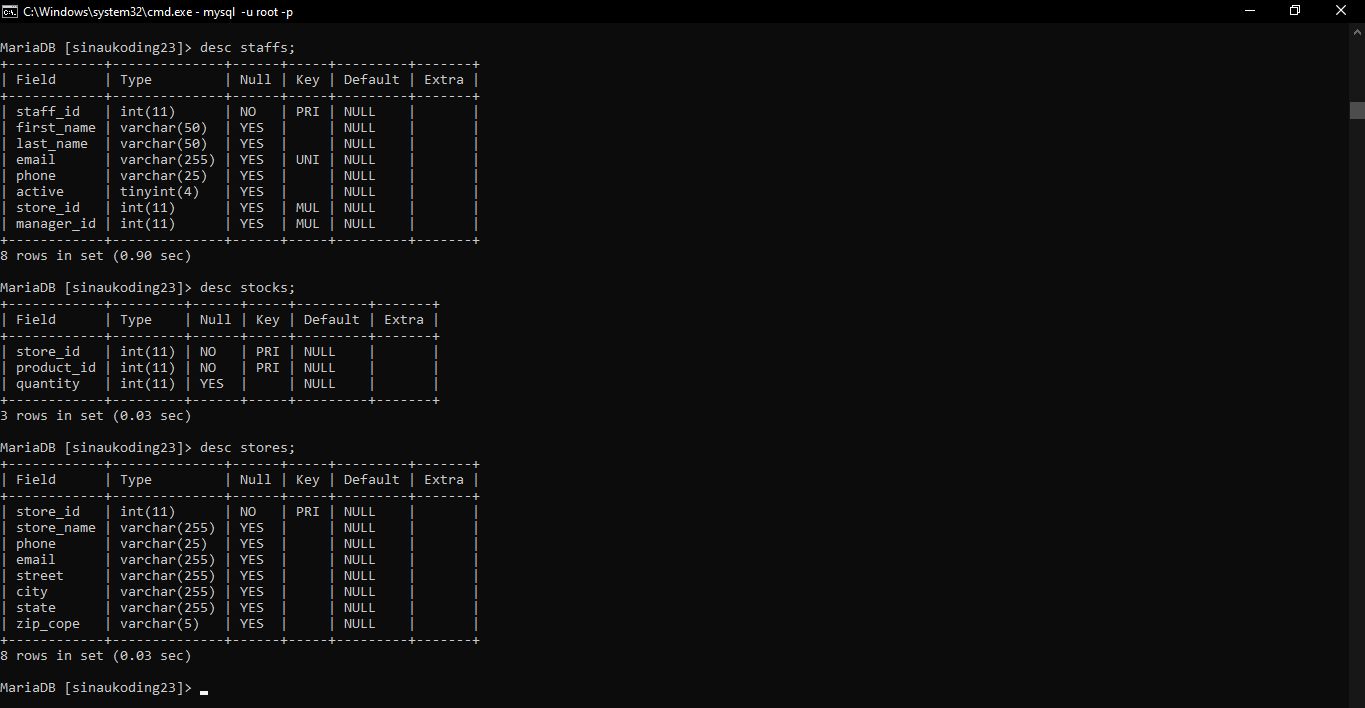 C:\Windows\system32\cmd.exe - mysql  -u root -p
MariaDB [sinaukoding23]> desc staffs;
+------------+--------------+------+-----+---------+-------+
| Field      | Type         | Null | Key | Default | Extra |
+------------+--------------+------+-----+---------+-------+
| staff_id   | int(11)      | NO   | PRI | NULL    |       |
| first_name | varchar(50)  | YES  |     | NULL    |       |
| last_name  | varchar(50)  | YES  |     | NULL    |       |
| email      | varchar(255) | YES  | UNI | NULL    |       |
| phone      | varchar(25)  | YES  |     | NULL    |       |
| active     | tinyint(4)   | YES  |     | NULL    |       |
| store_id   | int(11)      | YES  | MUL | NULL    |       |
| manager_id | int(11)      | YES  | MUL | NULL    |       |
+------------+--------------+------+-----+---------+-------+
8 rows in set (0.90 sec)
MariaDB [sinaukoding23]> desc stocks;
+------------+---------+------+-----+---------+-------+
| Field      | Type    | Null | Key | Default | Extra |
+------------+---------+------+-----+---------+-------+
| store_id   | int(11) | NO   | PRI | NULL    |       |
| product_id | int(11) | NO   | PRI | NULL    |       |
| quantity   | int(11) | YES  |     | NULL    |       |
+------------+---------+------+-----+---------+-------+
3 rows in set (0.03 sec)
MariaDB [sinaukoding23]> desc stores;
+------------+--------------+------+-----+---------+-------+
| Field      | Type         | Null | Key | Default | Extra |
+------------+--------------+------+-----+---------+-------+
| store_id   | int(11)      | NO   | PRI | NULL    |       |
| store_name | varchar(255) | YES  |     | NULL    |       |
| phone      | varchar(25)  | YES  |     | NULL    |       |
| email      | varchar(255) | YES  |     | NULL    |       |
| street     | varchar(255) | YES  |     | NULL    |       |
| city       | varchar(255) | YES  |     | NULL    |       |
| state      | varchar(255) | YES  |     | NULL    |       |
| zip_cope   | varchar(5)   | YES  |     | NULL    |       |
+------------+--------------+------+-----+---------+-------+
8 rows in set (0.03 sec)
MariaDB [sinaukoding23]> _